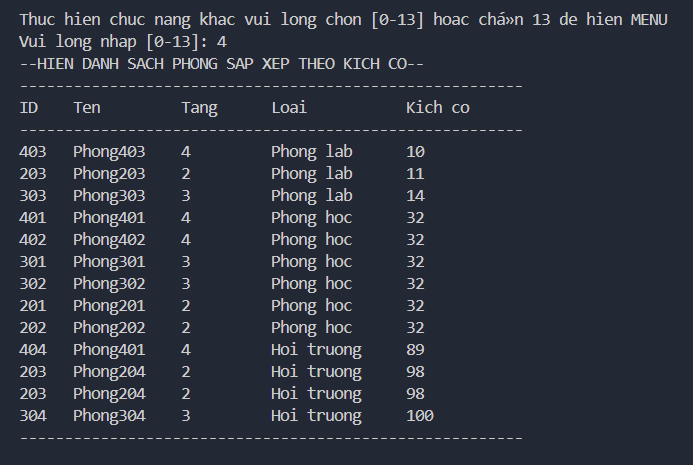 Thuc hien chuc nang khac vui long chon [0-13] hoac chá»n 13 de hien MENU
Vui long nhap [0-13]: 4
--HIEN DANH SACH PHONG SAP XEP THEO KICH CO--
--------------------------------------------------------
ID Ten Tang Loai Kich co
--------------------------------------------------------
403 Phong403 4 Phong lab 10
203 Phong203 2 Phong lab 11
303 Phong303 3 Phong lab 14
401 Phong401 4 Phong hoc 32
402 Phong402 4 Phong hoc 32
301 Phong301 3 Phong hoc 32
302 Phong302 3 Phong hoc 32
201 Phong201 2 Phong hoc 32
202 Phong202 2 Phong hoc 32
404 Phong401 4 Hoi truong 89
203 Phong204 2 Hoi truong 98
203 Phong204 2 Hoi truong 98
304 Phong304 3 Hoi truong 100
--------------------------------------------------------